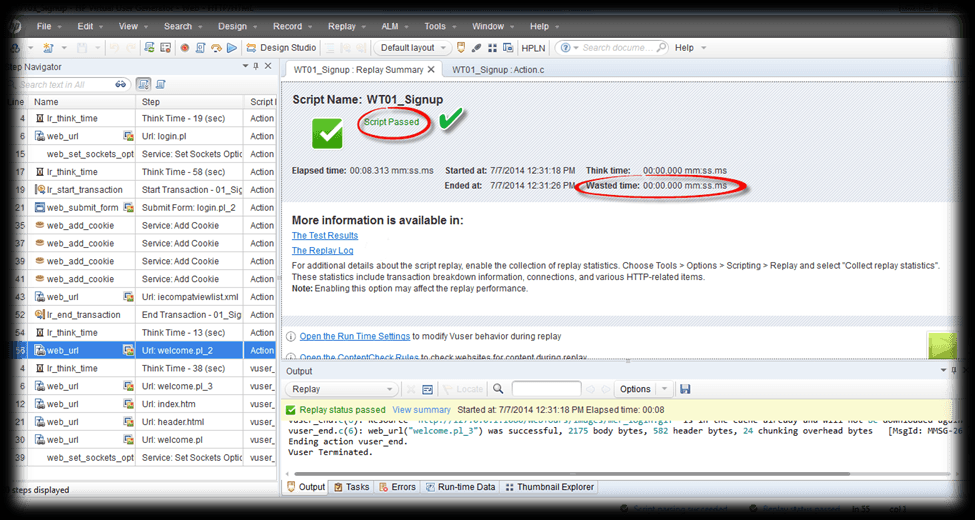 File Edit View Search Design Record Replay ALM Tools Window Help
Design Studio Default layout HPLN Search docume... Help
Step Navigator
WT01_Signup : Replay Summary WT01_Signup : Action.c
Search text in All
Line Name Step Script
4 lr_think_time Think Time - 19 (sec) Action
6 web_url Url: login.pl Action
15 web_set_sockets_opt Service: Set Sockets Optio Action
17 lr_think_time Think Time - 58 (sec) Action
19 lr_start_transaction Start Transaction - 01_Sig Action
web_submit_form Submit Form: login.pl_2 Action
35 web_add_cookie Service: Add Cookie Action
37 web_add_cookie Service: Add Cookie Action
39 web_add_cookie Service: Add Cookie Action
41 web_add_cookie Service: Add Cookie Action
43 web_url Url: iecompatviewlist.xml Action
52 lr_end_transaction End Transaction - 01_Sig Action
54 lr_think_time Think Time - 13 (sec) Action
56 web_url Url: welcome.pl_2 Action
4 lr_think_time Think Time - 38 (sec) vuser_
6 web_url Url: welcome.pl_3 vuser_
12 web_url Url: index.htm vuser_
21 web_url Url: header.html vuser_
30 web_url Url: welcome.pl vuser_
39 web_set_sockets_opt Service: Set Sockets Optio vuser_
steps displayed
Script Name: WT01_Signup
Script Passed
Elapsed time: 00:08.313 mm:ss.ms Started at: 7/7/2014 12:31:18 PM Think time: 00:00.000 mm:ss.ms
Ended at: 7/7/2014 12:31:26 PM Wasted time: 00:00.000 mm:ss.ms
More information is available in:
The Test Results
The Replay Log
For additional details about the script replay, enable the collection of replay statistics. Choose Tools > Options > Scripting > Replay and select "Collect replay statistics".
These statistics include transaction breakdown information, connections, and various HTTP-related items.
Note: Enabling this option may affect the replay performance.
Open the Run Time Settings to modify Vuser behavior during replay
Open the ContentCheck Rules to check websites for content during replay
Output
Replay Locate Options
Replay status passed View summary Started at: 7/7/2014 12:31:18 PM Elapsed time: 00:08
vuser_end.c(6): web_url("welcome.pl_3") was successful, 2175 body bytes, 582 header bytes, 24 chunking overhead bytes [MsgId: MMSG-26
Ending action vuser_end.
Vuser Terminated.
Output Tasks Errors Run-time Data Thumbnail Explorer